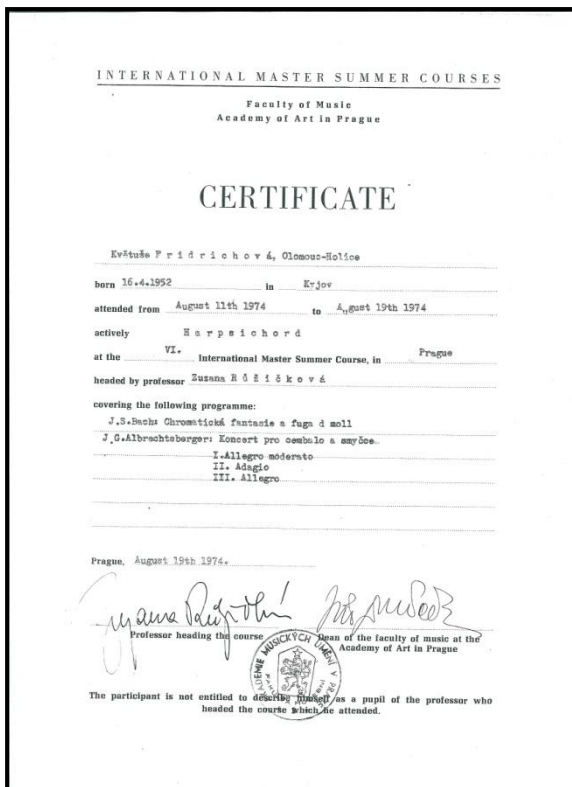 INTERNATIONAL MASTER SUMMER COURSES
Faculty of Music
Academy of Art in Prague
CERTIFICATE
Květuše F r i d r i c h o v á, Olomouc-Holice
born 16.4.1952 in Kyjov
attended from August 11th 1974 to A„gust 19th 1974
actively H a r p s i c h o r d
at the VI. International Master Summer Course, in Prague
headed by professor Zuzana R ů ž i č k o v á
covering the following programme:
J.S.Bach: Chromatická fantasie a fuga d moll
J.G.Albrechtsberger: Koncert pro cembalo a smyčce
I.Allegro moderato
II. Adagio
III. Allegro
Prague, August 19th 1974.
Professor heading the course
Dean of the faculty of music at the
Academy of Art in Prague
AKADEMIE MUSICKÝCH UMĚNÍ V PRAZE
The participant is not entitled to describe himself as a pupil of the professor who
headed the course which he attended.